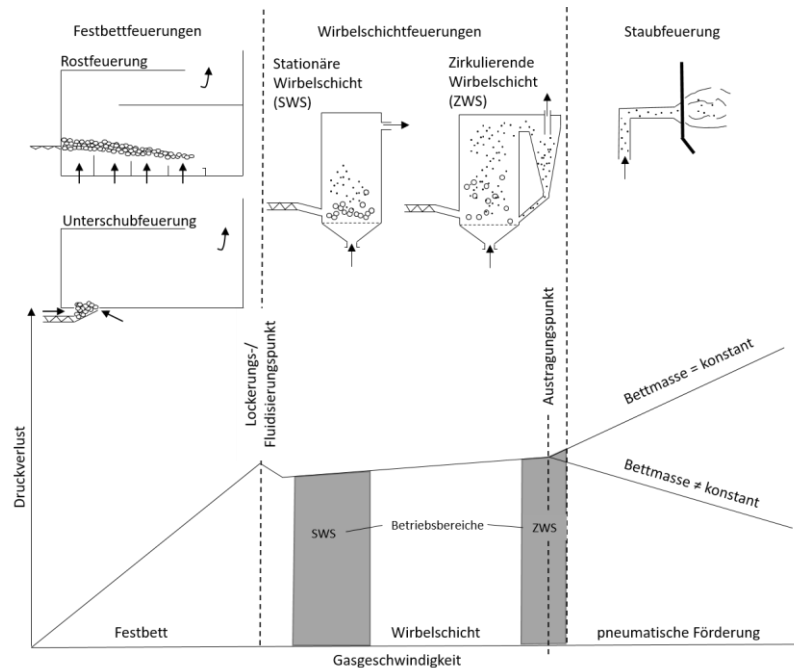 Festbettfeuerungen
Wirbelschichtfeuerungen
Staubfeuerung
Rostfeuerung
Stationäre
Wirbelschicht
(SWS)
Zirkulierende
Wirbelschicht
(ZWS)
Unterschubfeuerung
Lockerungs-/
Fluidisierungspunkt
Austragungspunkt
Bettmasse = konstant
Bettmasse ≠ konstant
Druckverlust
SWS
Betriebsbereiche
ZWS
Festbett
Wirbelschicht
pneumatische Förderung
Gasgeschwindigkeit